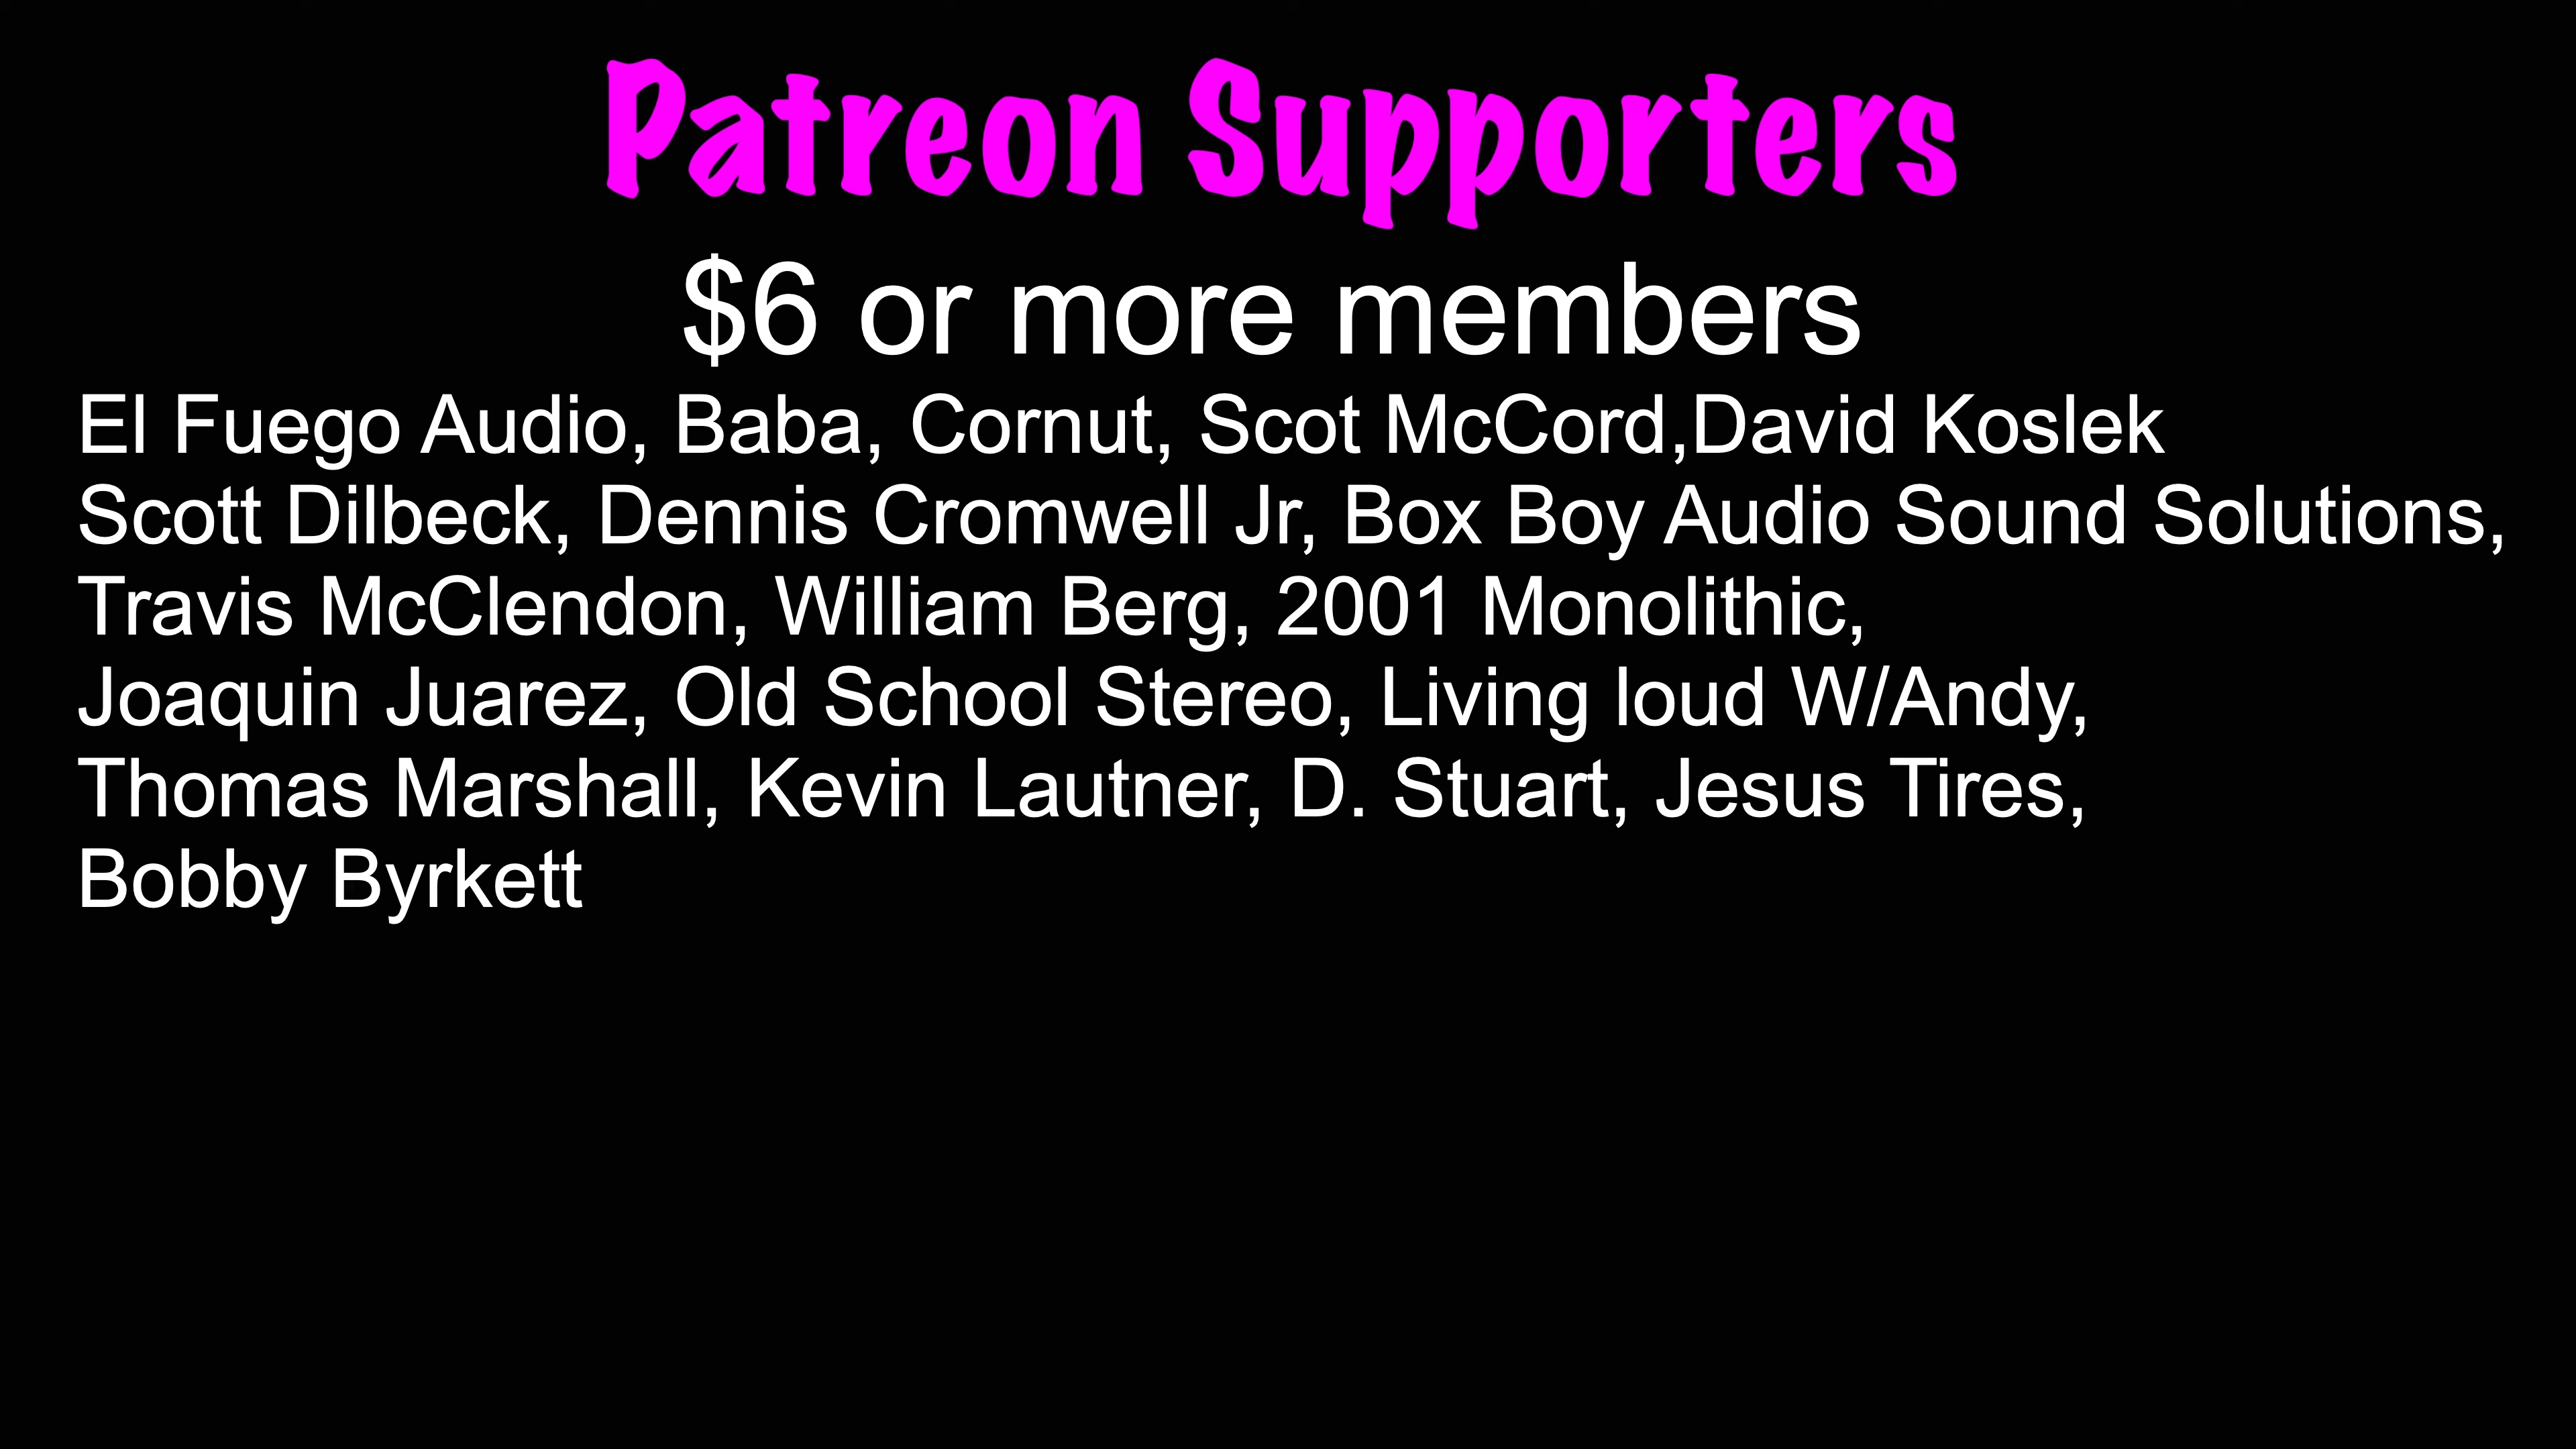 Patreon Supporters
$6 or more members
El Fuego Audio, Baba, Cornut, Scot McCord,David Koslek
Scott Dilbeck, Dennis Cromwell Jr, Box Boy Audio Sound Solutions,
Travis McClendon, William Berg, 2001 Monolithic,
Joaquin Juarez, Old School Stereo, Living loud W/Andy,
Thomas Marshall, Kevin Lautner, D. Stuart, Jesus Tires,
Bobby Byrkett